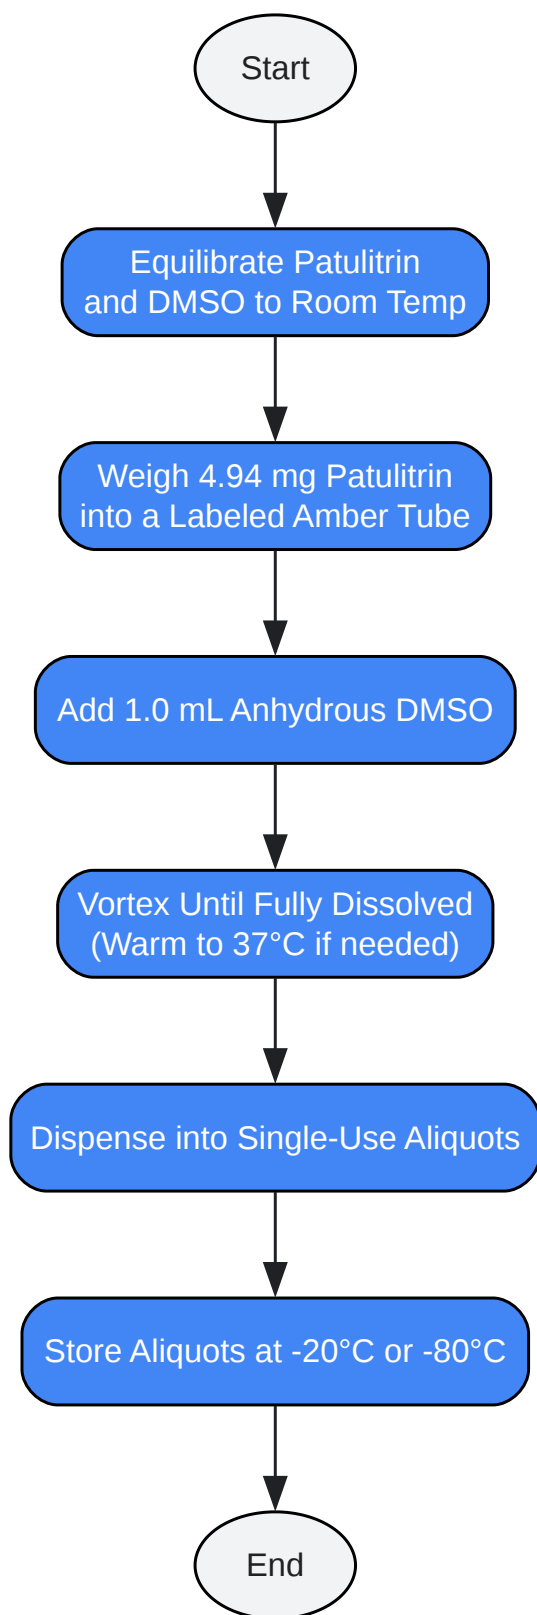 Start
Equilibrate Patulitrin
and DMSO to Room Temp
Weigh 4.94 mg Patulitrin
into a Labeled Amber Tube
Add 1.0 mL Anhydrous DMSO
Vortex Until Fully Dissolved
(Warm to 37°C if needed)
Dispense into Single-Use Aliquots
Store Aliquots at -20°C or -80°C
End